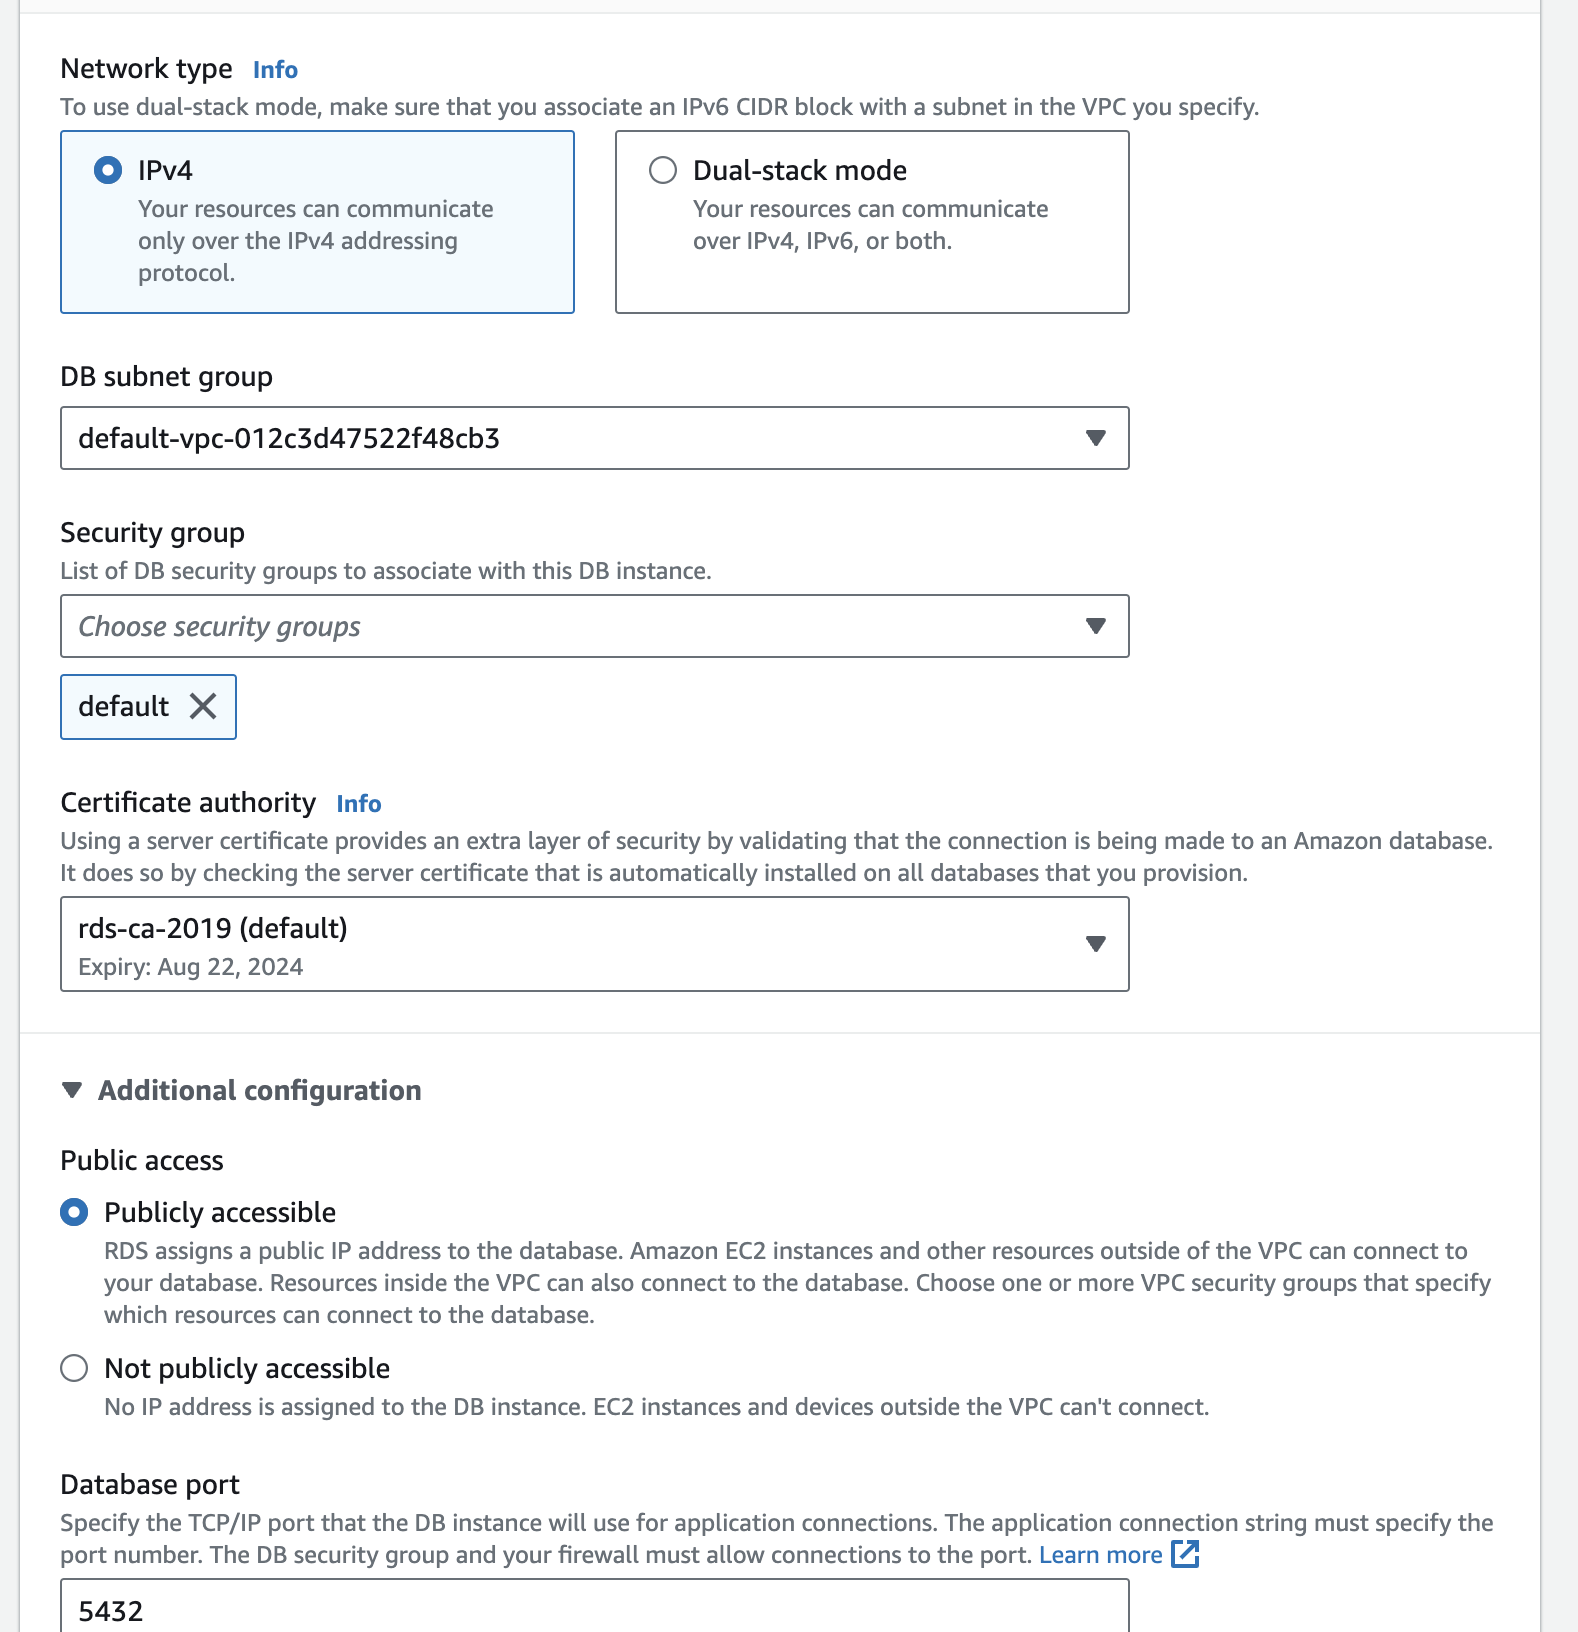 Network type Info
To use dual-stack mode, make sure that you associate an IPv6 CIDR block with a subnet in the VPC you specify.
IPv4
Your resources can communicate
only over the IPv4 addressing
protocol.
Dual-stack mode
Your resources can communicate
over IPv4, IPv6, or both.
DB subnet group
default-vpc-012c3d47522f48cb3
Security group
List of DB security groups to associate with this DB instance.
Choose security groups
default
Certificate authority Info
Using a server certificate provides an extra layer of security by validating that the connection is being made to an Amazon database.
It does so by checking the server certificate that is automatically installed on all databases that you provision.
rds-ca-2019 (default)
Expiry: Aug 22, 2024
Additional configuration
Public access
Publicly accessible
RDS assigns a public IP address to the database. Amazon EC2 instances and other resources outside of the VPC can connect to
your database. Resources inside the VPC can also connect to the database. Choose one or more VPC security groups that specify
which resources can connect to the database.
Not publicly accessible
No IP address is assigned to the DB instance. EC2 instances and devices outside the VPC can't connect.
Database port
Specify the TCP/IP port that the DB instance will use for application connections. The application connection string must specify the
port number. The DB security group and your firewall must allow connections to the port. Learn more
5432